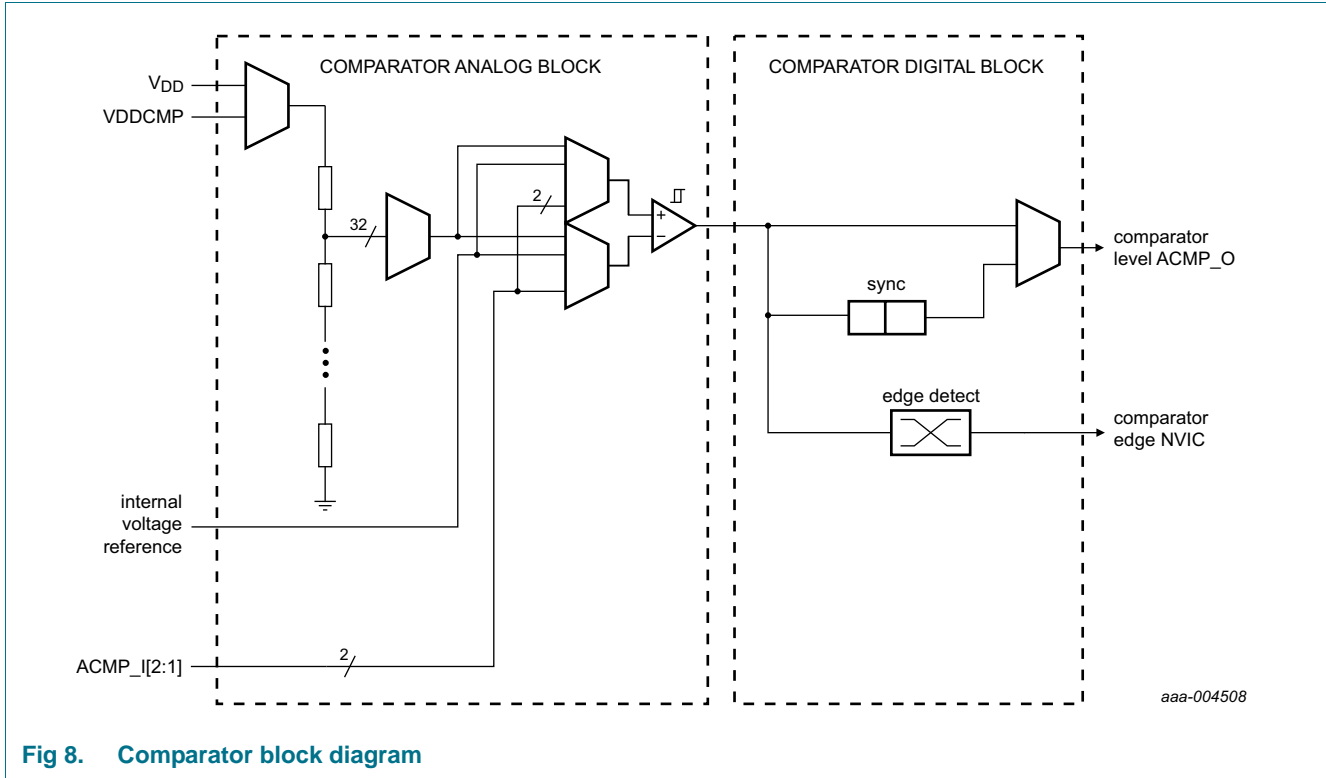 COMPARATOR ANALOG BLOCK
COMPARATOR DIGITAL BLOCK
VDD
VDDCMP
32
2
+
−
sync
edge detect
comparator
level ACMP_O
comparator
edge NVIC
internal
voltage
reference
ACMP_I[2:1]
2
aaa-004508
Fig 8. Comparator block diagram